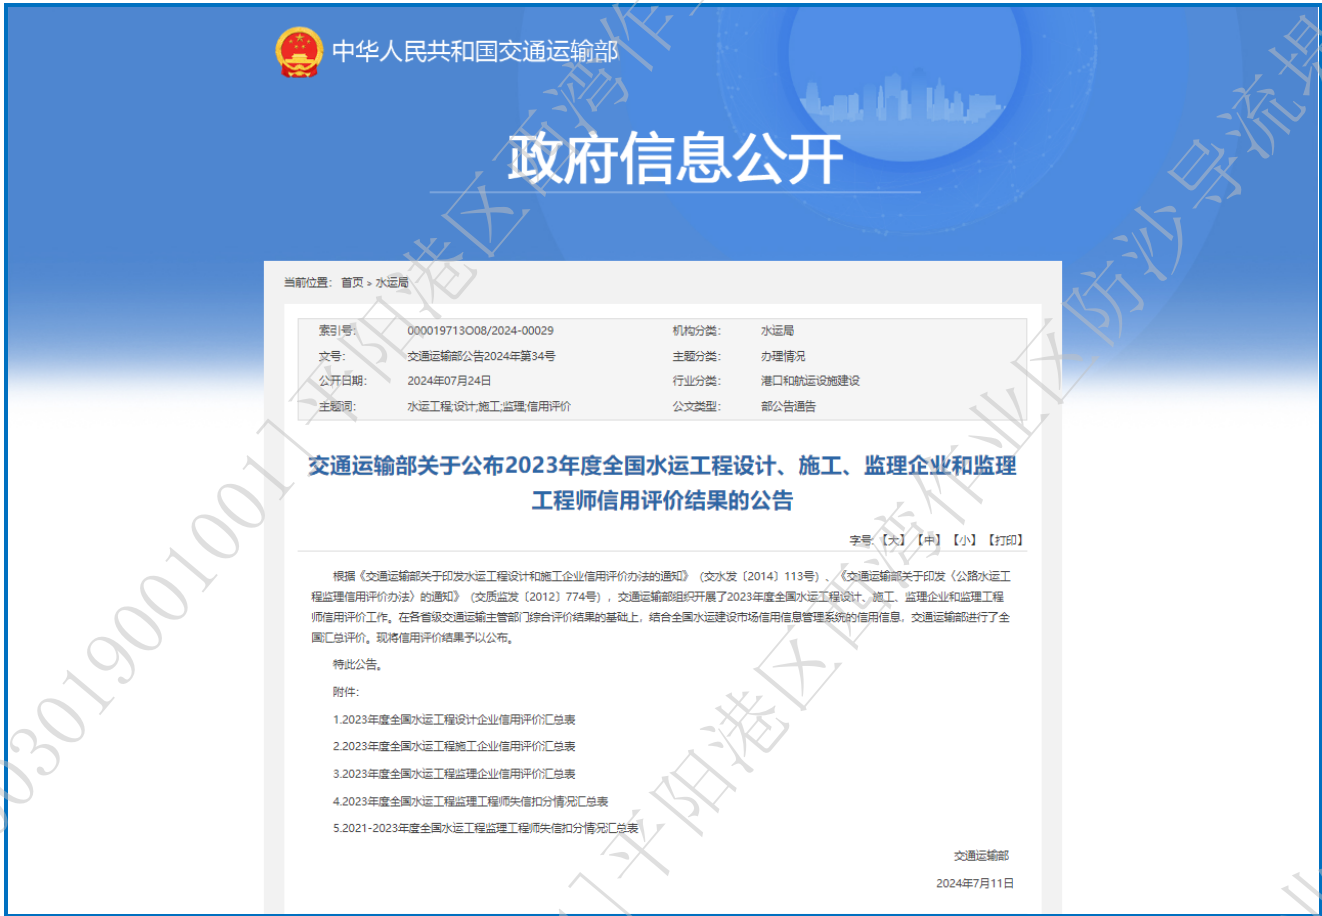 中华人民共和国交通运输部
政府信息公开
当前位置： 首页 » 水运局
索引号： 000019713O08/2024-00029 机构分类： 水运局
文号： 交通运输部公告2024年第34号 主题分类： 办理情况
公开日期： 2024年07月24日 行业分类： 港口和航运设施建设
主题词： 水运工程;设计;施工;监理;信用评价 公文类型： 部公告通告
交通运输部关于公布2023年度全国水运工程设计、施工、监理企业和监理
工程师信用评价结果的公告
字号:【大】【中】【小】【打印】
根据《交通运输部关于印发水运工程设计和施工企业信用评价办法的通知》（交水发〔2014〕113号）、《交通运输部关于印发〈公路水运工
程监理信用评价办法〉的通知》（交质监发〔2012〕774号），交通运输部组织开展了2023年度全国水运工程设计、施工、监理企业和监理工程
师信用评价工作。在各省级交通运输主管部门综合评价结果的基础上，结合全国水运建设市场信用信息管理系统的信用信息，交通运输部进行了全
国汇总评价。现将信用评价结果予以公布。
特此公告。
附件：
1.2023年度全国水运工程设计企业信用评价汇总表
2.2023年度全国水运工程施工企业信用评价汇总表
3.2023年度全国水运工程监理企业信用评价汇总表
4.2023年度全国水运工程监理工程师失信扣分情况汇总表
5.2021-2023年度全国水运工程监理工程师失信扣分情况汇总表
交通运输部
2024年7月11日
03019001001]平阳港区西湾作
]平阳港区西湾作业区防沙导流堤